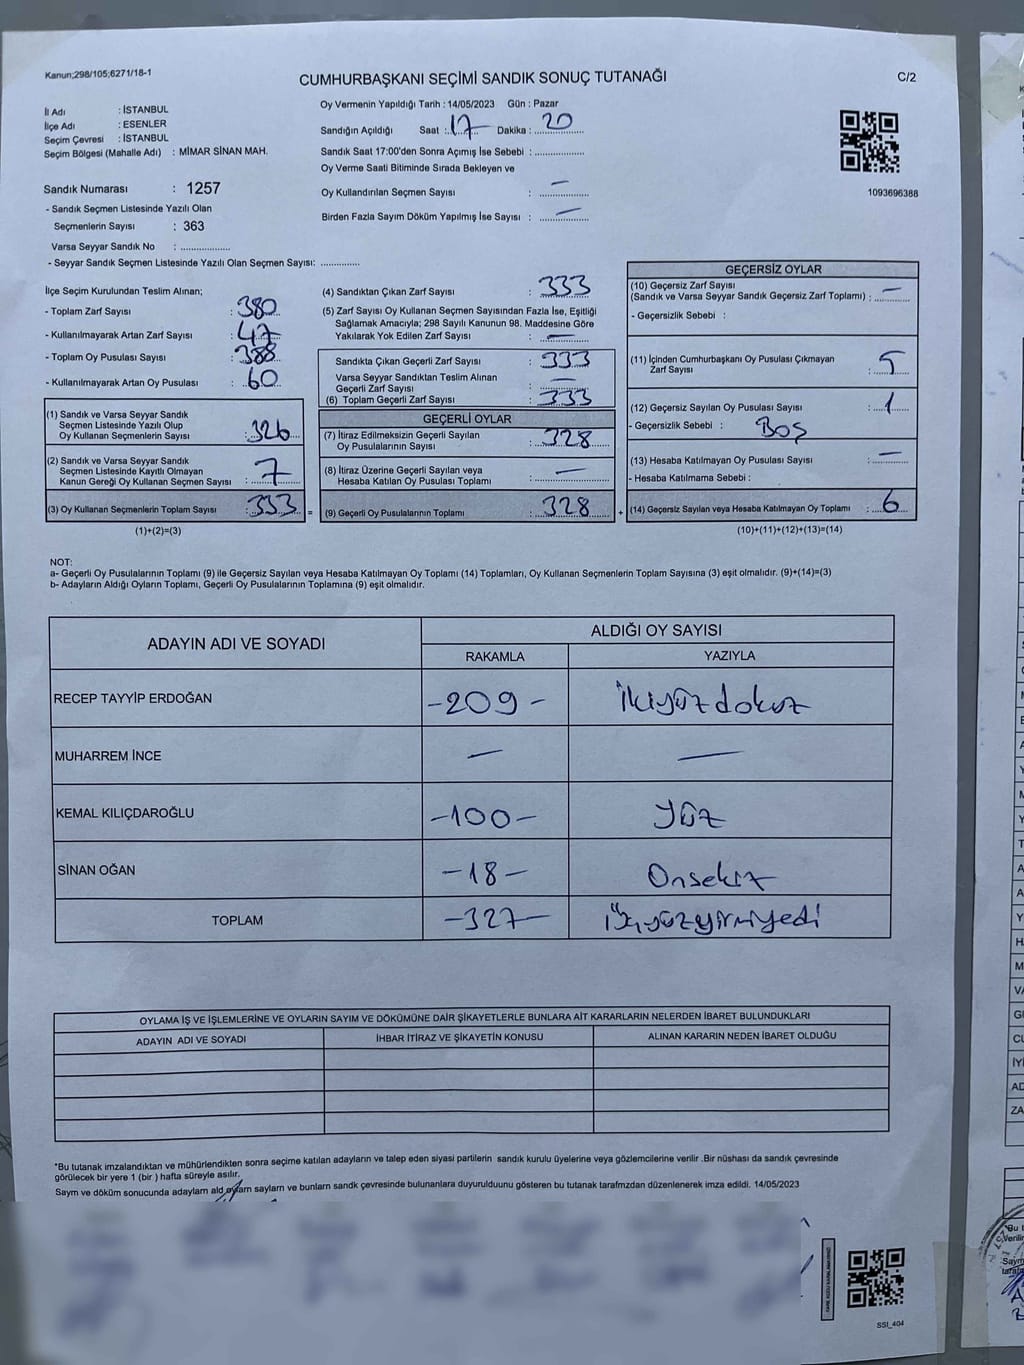 Kanun;298/105;6271/18-1
CUMHURBAŞKANI SEÇİMİ SANDIK SONUÇ TUTANAĞI
C/2
İl Adı : İSTANBUL
İlçe Adı : ESENLER
Seçim Çevresi : İSTANBUL
Seçim Bölgesi (Mahalle Adı) : MİMAR SİNAN MAH.
Oy Vermenin Yapıldığı Tarih : 14/05/2023 Gün : Pazar
Sandığın Açıldığı Saat : 17 Dakika : 20
Sandık Saat 17:00'den Sonra Açımış İse Sebebi : ................
Oy Verme Saati Bitiminde Sırada Bekleyen ve
Oy Kullandırılan Seçmen Sayısı : —
Birden Fazla Sayım Döküm Yapılmış İse Sayısı : —
1093696388
Sandık Numarası : 1257
- Sandık Seçmen Listesinde Yazılı Olan
Seçmenlerin Sayısı : 363
Varsa Seyyar Sandık No : ................
- Seyyar Sandık Seçmen Listesinde Yazılı Olan Seçmen Sayısı: ............
İlçe Seçim Kurulundan Teslim Alınan;
- Toplam Zarf Sayısı : 380
- Kullanılmayarak Artan Zarf Sayısı : 47
- Toplam Oy Pusulası Sayısı : 388
- Kullanılmayarak Artan Oy Pusulası : 60
(1) Sandık ve Varsa Seyyar Sandık
Seçmen Listesinde Yazılı Olup
Oy Kullanan Seçmenlerin Sayısı : 326
(2) Sandık ve Varsa Seyyar Sandık
Seçmen Listesinde Kayıtlı Olmayan
Kanun Gereği Oy Kullanan Seçmen Sayısı : 7
(3) Oy Kullanan Seçmenlerin Toplam Sayısı : 333 =
(1)+(2)=(3)
(4) Sandıktan Çıkan Zarf Sayısı : 333
(5) Zarf Sayısı Oy Kullanan Seçmen Sayısından Fazla İse, Eşitliği
Sağlamak Amacıyla; 298 Sayılı Kanunun 98. Maddesine Göre
Yakılarak Yok Edilen Zarf Sayısı : —
Sandıkta Çıkan Geçerli Zarf Sayısı : 333
Varsa Seyyar Sandıktan Teslim Alınan
Geçerli Zarf Sayısı : —
(6) Toplam Geçerli Zarf Sayısı : 333
GEÇERLİ OYLAR
(7) İtiraz Edilmeksizin Geçerli Sayılan
Oy Pusulalarının Sayısı : 328
(8) İtiraz Üzerine Geçerli Sayılan veya
Hesaba Katılan Oy Pusulası Toplamı : —
(9) Geçerli Oy Pusulalarının Toplamı : 328 +
GEÇERSİZ OYLAR
(10) Geçersiz Zarf Sayısı
(Sandık ve Varsa Seyyar Sandık Geçersiz Zarf Toplamı) : —
- Geçersizlik Sebebi :
(11) İçinden Cumhurbaşkanı Oy Pusulası Çıkmayan
Zarf Sayısı : 5
(12) Geçersiz Sayılan Oy Pusulası Sayısı : 1
- Geçersizlik Sebebi : Boş
(13) Hesaba Katılmayan Oy Pusulası Sayısı : —
- Hesaba Katılmama Sebebi :
(14) Geçersiz Sayılan veya Hesaba Katılmayan Oy Toplamı : 6
(10)+(11)+(12)+(13)=(14)
NOT:
a- Geçerli Oy Pusulalarının Toplamı (9) ile Geçersiz Sayılan veya Hesaba Katılmayan Oy Toplamı (14) Toplamları, Oy Kullanan Seçmenlerin Toplam Sayısına (3) eşit olmalıdır. (9)+(14)=(3)
b- Adayların Aldığı Oyların Toplamı, Geçerli Oy Pusulalarının Toplamına (9) eşit olmalıdır.
ADAYIN ADI VE SOYADI
ALDIĞI OY SAYISI
RAKAMLA YAZIYLA
RECEP TAYYİP ERDOĞAN -209- İkiyüzdokuz
MUHARREM İNCE — —
KEMAL KILIÇDAROĞLU -100- Yüz
SİNAN OĞAN -18- Onsekiz
TOPLAM -327- Üçyüzyirmiyedi
OYLAMA İŞ VE İŞLEMLERİNE VE OYLARIN SAYIM VE DÖKÜMÜNE DAİR ŞİKAYETLERLE BUNLARA AİT KARARLARIN NELERDEN İBARET BULUNDUKLARI
ADAYIN ADI VE SOYADI İHBAR İTİRAZ VE ŞİKAYETİN KONUSU ALINAN KARARIN NEDEN İBARET OLDUĞU
*Bu tutanak imzalandıktan ve mühürlendikten sonra seçime katılan adayların ve talep eden siyasi partilerin sandık kurulu üyelerine veya gözlemcilerine verilir .Bir nüshası da sandık çevresinde
görülecek bir yere 1 (bir ) hafta süreyle asılır.
Sayım ve döküm sonucunda adayların ald oyların sayıları ve bunların sandk çevresinde bulunanlara duyurulduunu gösteren bu tutanak tarafmzdan düzenlenerek imza edildi. 14/05/2023
SSI_404